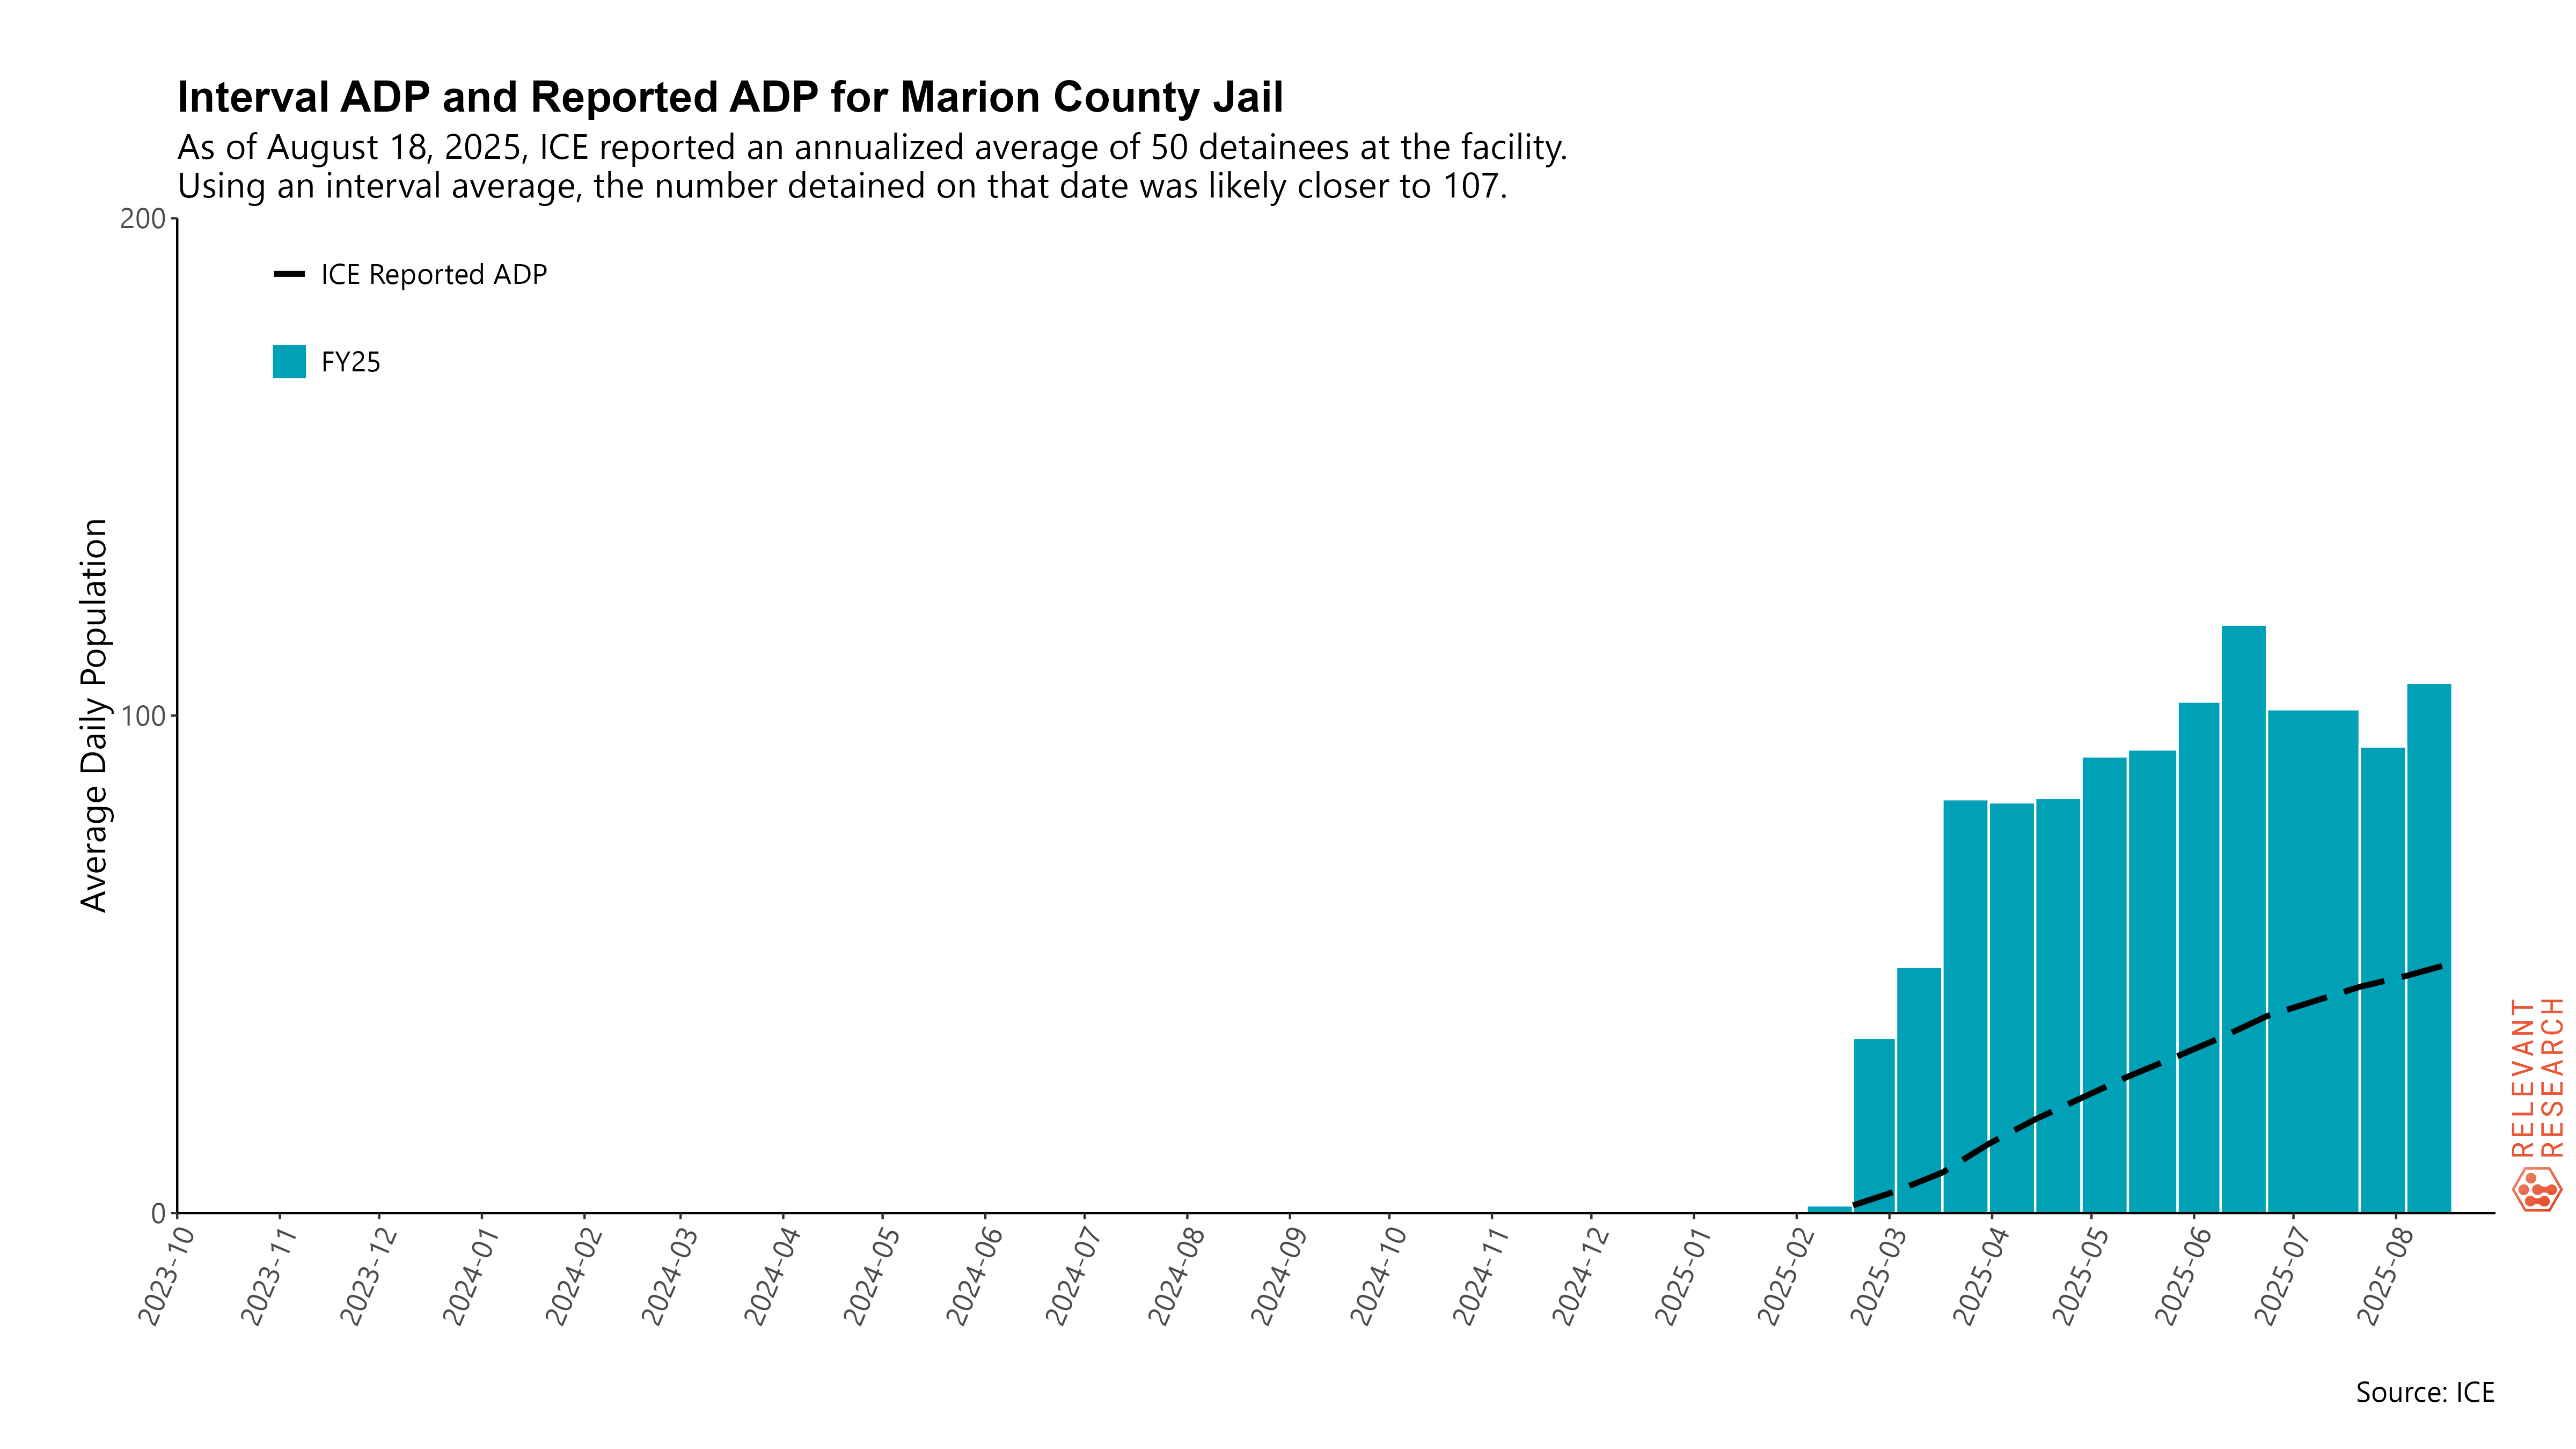 Interval ADP and Reported ADP for Marion County Jail
As of August 18, 2025, ICE reported an annualized average of 50 detainees at the facility.
Using an interval average, the number detained on that date was likely closer to 107.
200
ICE Reported ADP
FY25
Average Daily Population
100
0
2023-10
2023-11
2023-12
2024-01
2024-02
2024-03
2024-04
2024-05
2024-06
2024-07
2024-08
2024-09
2024-10
2024-11
2024-12
2025-01
2025-02
2025-03
2025-04
2025-05
2025-06
2025-07
2025-08
RELEVANT
RESEARCH
Source: ICE